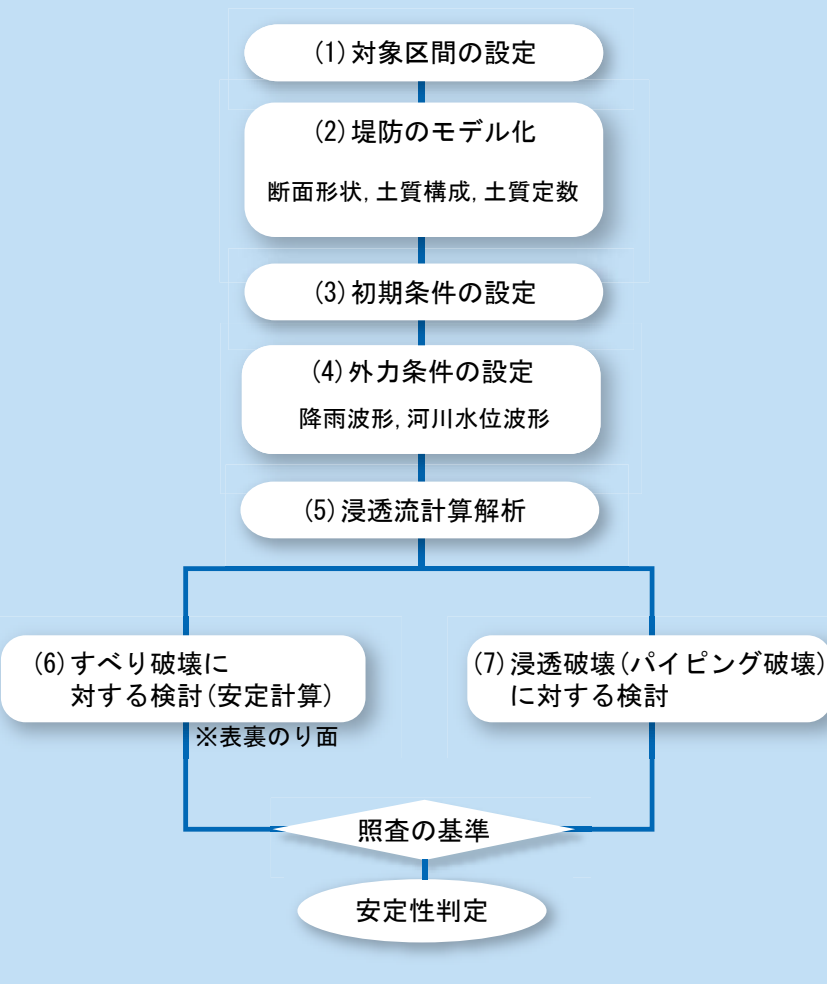 (1)対象区間の設定
(2)堤防のモデル化
断面形状,土質構成,土質定数
(3)初期条件の設定
(4)外力条件の設定
降雨波形,河川水位波形
(5)浸透流計算解析
(6)すべり破壊に
対する検討(安定計算)
※表裏のり面
(7)浸透破壊(パイピング破壊)
に対する検討
照査の基準
安定性判定